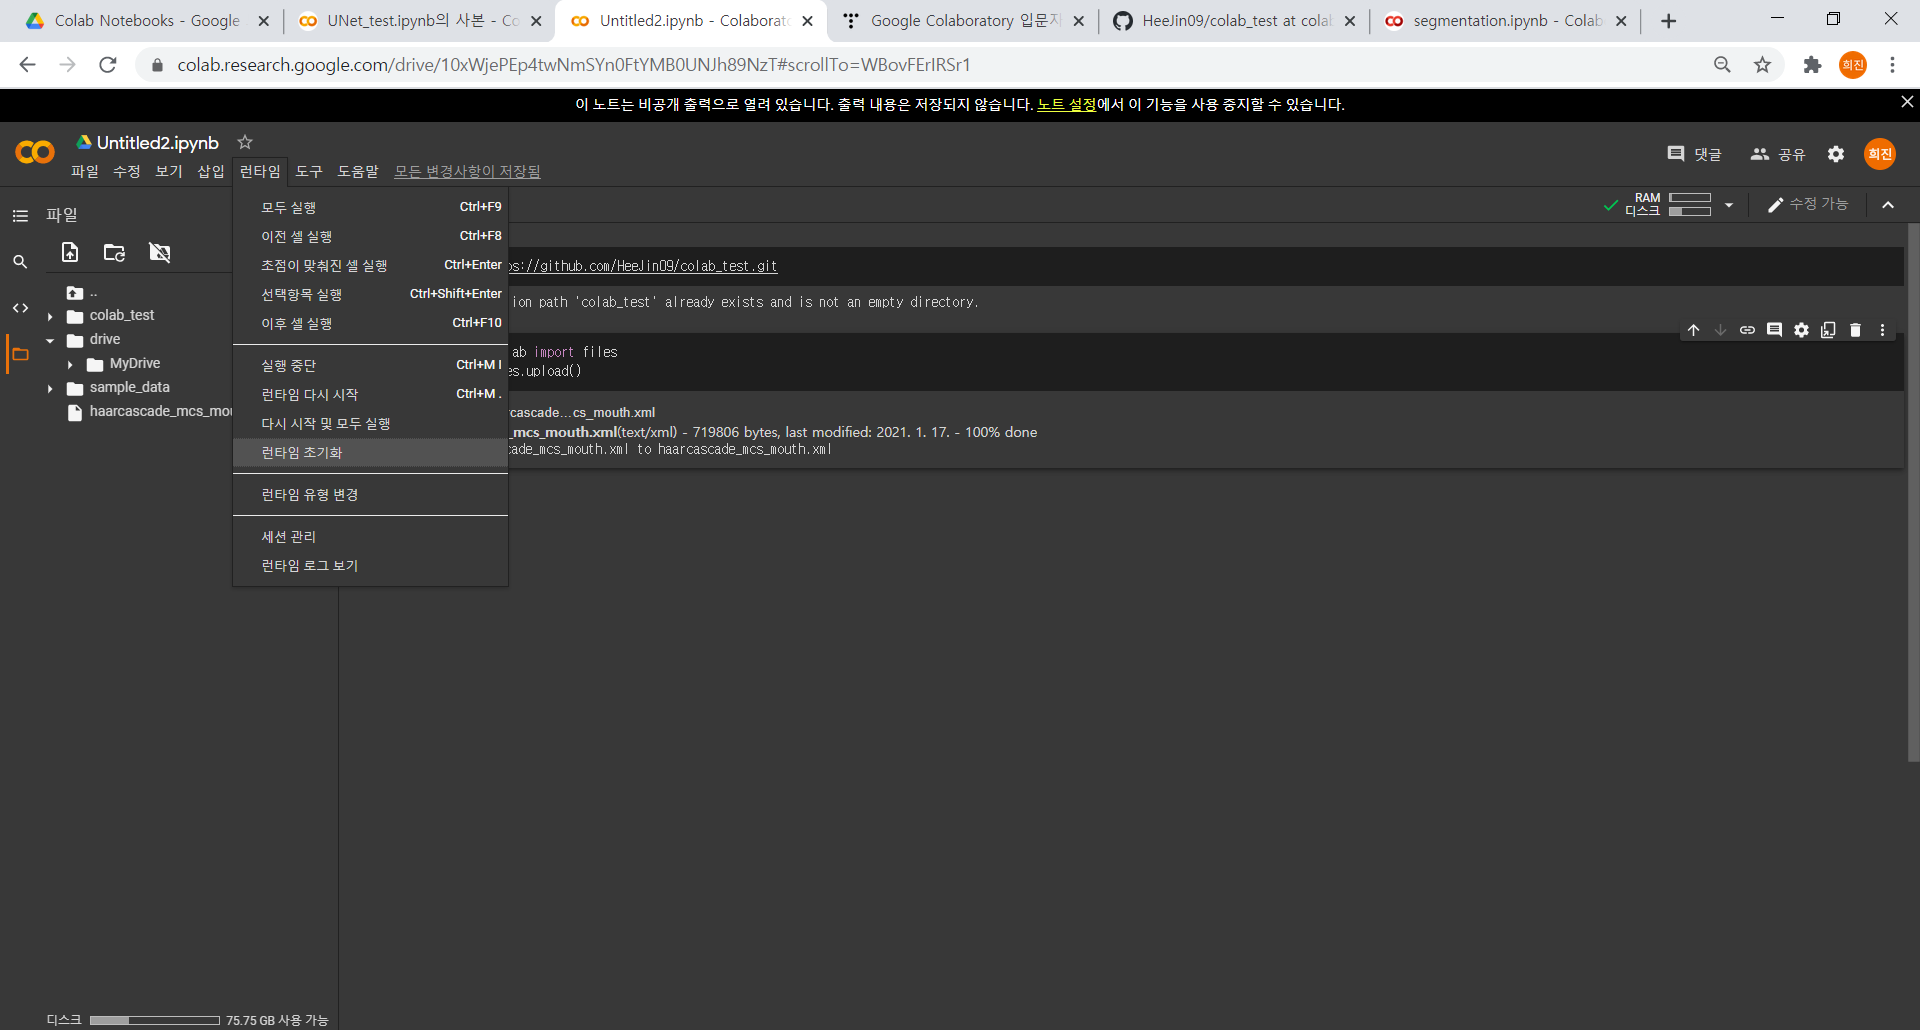 Colab Notebooks - Google
UNet_test.ipynb의 사본 - Co
Untitled2.ipynb - Colaborato
Google Colaboratory 입문자
HeeJin09/colab_test at colab
segmentation.ipynb - Colab
colab.research.google.com/drive/10xWjePEp4twNmSYn0FtYMB0UNJh89NzT#scrollTo=WBovFErIRSr1
희진
이 노트는 비공개 출력으로 열려 있습니다. 출력 내용은 저장되지 않습니다. 노트 설정에서 이 기능을 사용 중지할 수 있습니다.
Untitled2.ipynb
파일 수정 보기 삽입 런타임 도구 도움말 모든 변경사항이 저장됨
댓글 공유 희진
파일
RAM
디스크
수정 가능
모두 실행 Ctrl+F9
이전 셀 실행 Ctrl+F8
초점이 맞춰진 셀 실행 Ctrl+Enter
선택항목 실행 Ctrl+Shift+Enter
이후 셀 실행 Ctrl+F10
실행 중단 Ctrl+M I
런타임 다시 시작 Ctrl+M .
다시 시작 및 모두 실행
런타임 초기화
런타임 유형 변경
세션 관리
런타임 로그 보기
..
colab_test
drive
MyDrive
sample_data
haarcascade_mcs_mou
ps://github.com/HeeJin09/colab_test.git
ion path 'colab_test' already exists and is not an empty directory.
ab import files
es.upload()
rcascade...cs_mouth.xml
_mcs_mouth.xml(text/xml) - 719806 bytes, last modified: 2021. 1. 17. - 100% done
cade_mcs_mouth.xml to haarcascade_mcs_mouth.xml
디스크 75.75 GB 사용 가능